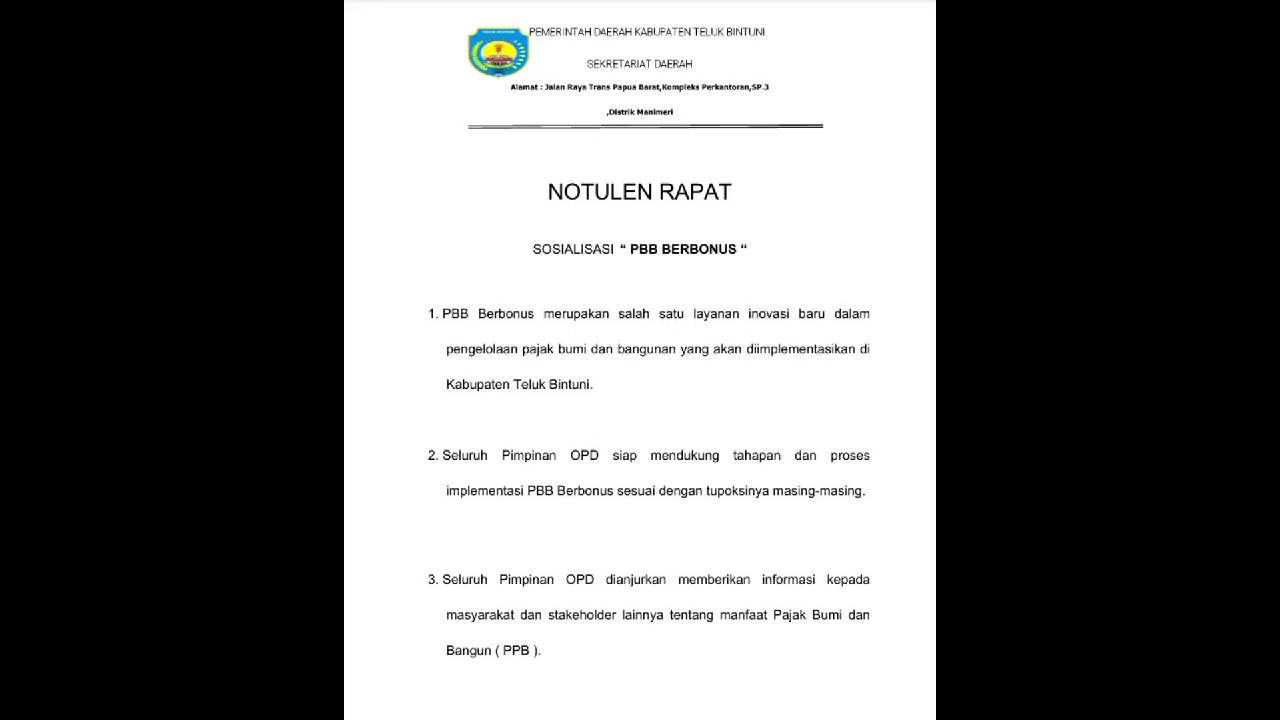 PEMERINTAH DAERAH KABUPATEN TELUK BINTUNI
SEKRETARIAT DAERAH
Alamat : Jalan Raya Trans Papua Barat,Kompleks Perkantoran,SP.3
,Distrik Manimeri
NOTULEN RAPAT
SOSIALISASI “ PBB BERBONUS “
1. PBB Berbonus merupakan salah satu layanan inovasi baru dalam
pengelolaan pajak bumi dan bangunan yang akan diimplementasikan di
Kabupaten Teluk Bintuni.
2. Seluruh Pimpinan OPD siap mendukung tahapan dan proses
implementasi PBB Berbonus sesuai dengan tupoksinya masing-masing.
3. Seluruh Pimpinan OPD dianjurkan memberikan informasi kepada
masyarakat dan stakeholder lainnya tentang manfaat Pajak Bumi dan
Bangun ( PPB ).